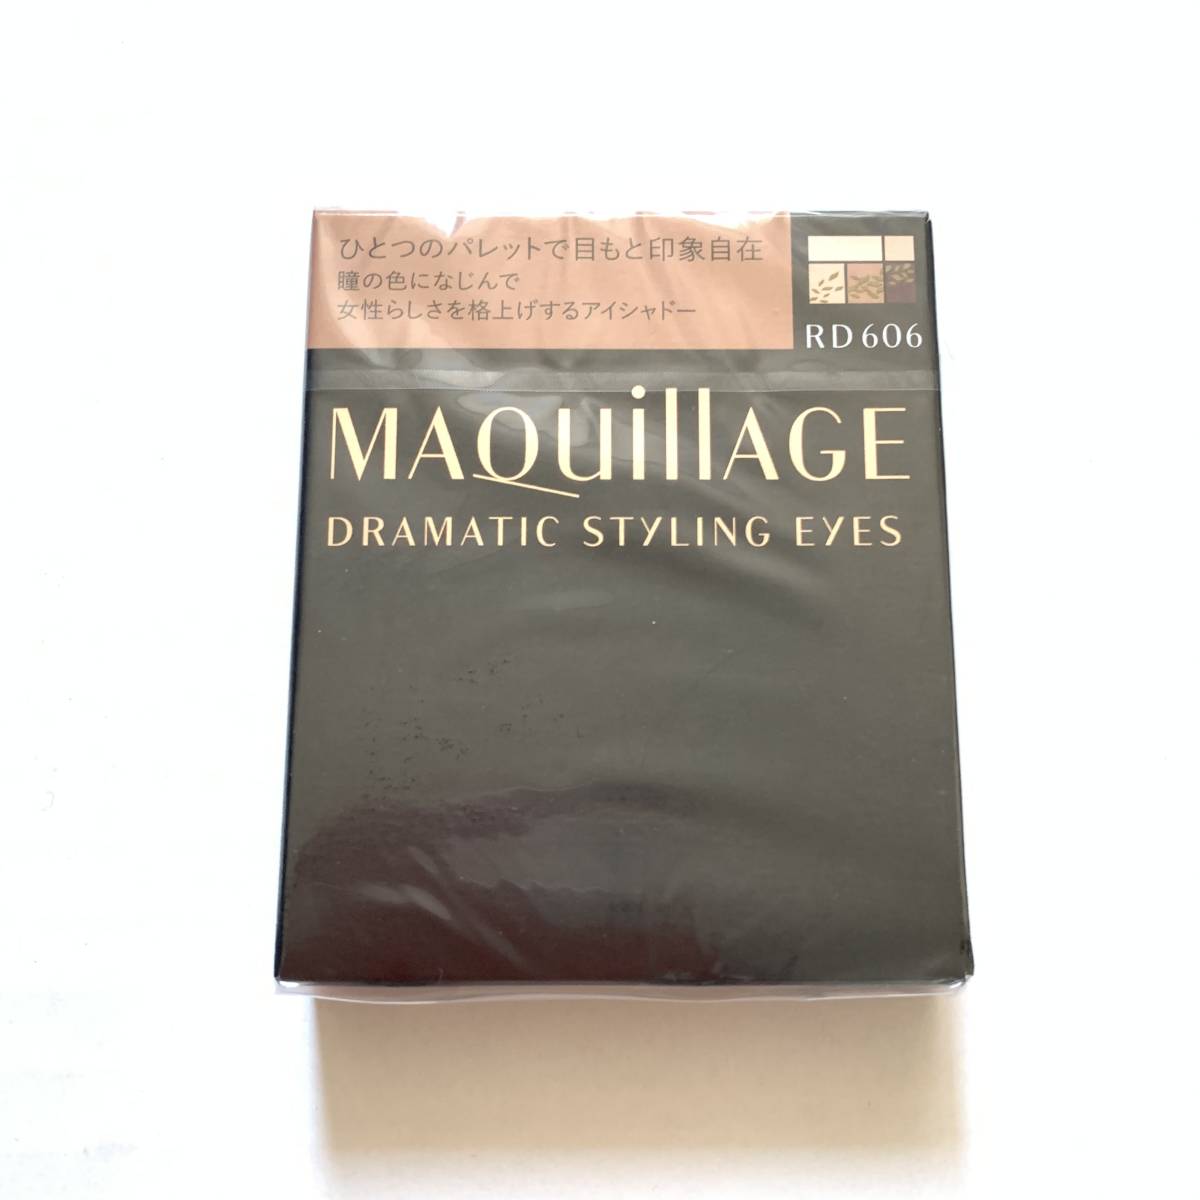 ひとつのパレットで目もと印象自在
瞳の色になじんで
女性らしさを格上げするアイシャドー
RD606
MAQuillAGE
DRAMATIC STYLING EYES